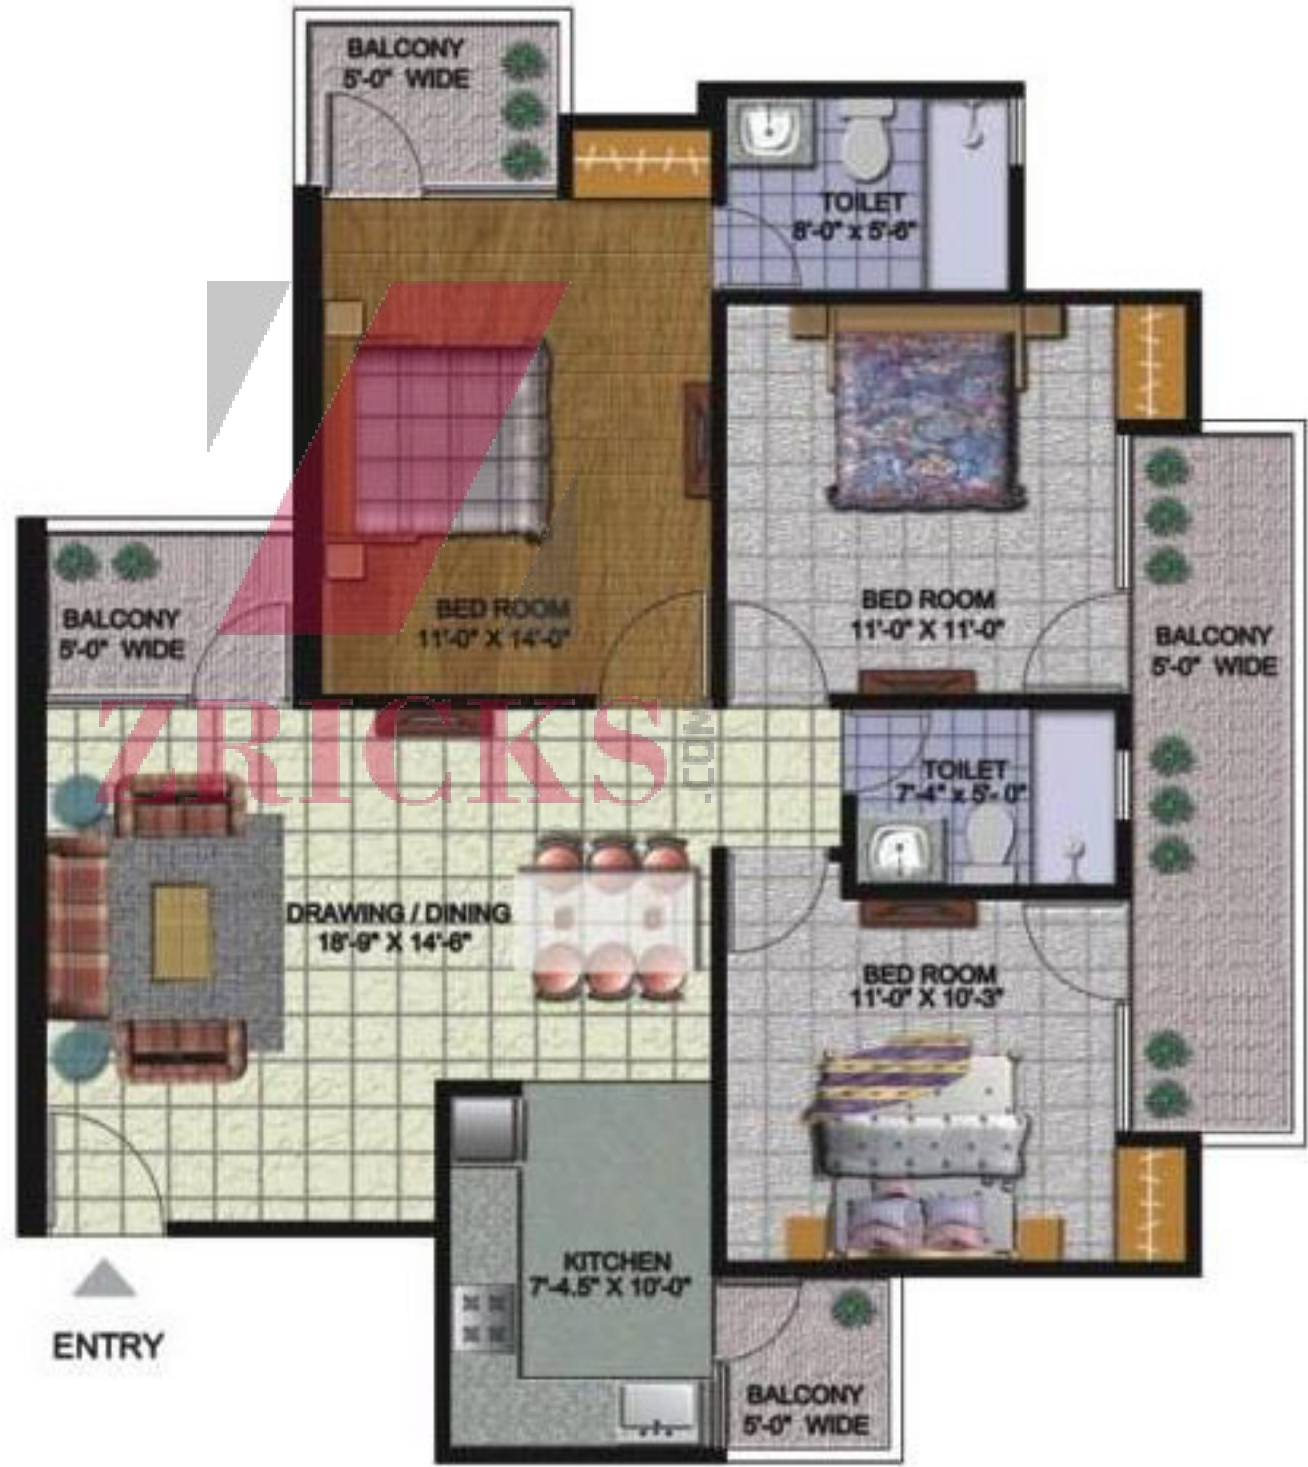 BALCONY
5'-0" WIDE
TOILET
8'-0" x 5'-6"
BED ROOM
11'-0" X 14'-0"
BED ROOM
11'-0" X 11'-0"
BALCONY
5'-0" WIDE
BALCONY
5'-0" WIDE
ZRICKS
.COM
TOILET
7'-4" x 5'- 0"
DRAWING / DINING
18'-9" X 14'-6"
BED ROOM
11'-0" X 10'-3"
KITCHEN
7'-4.5" X 10'-0"
ENTRY
BALCONY
5'-0" WIDE